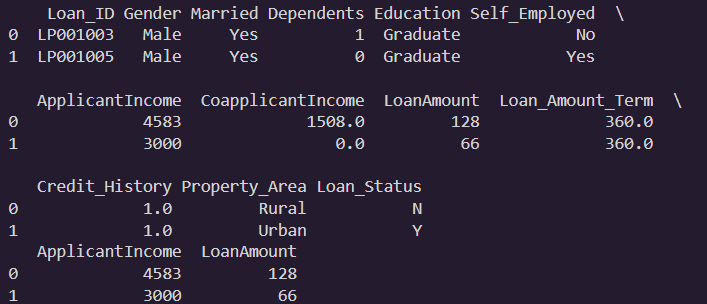 Loan_ID Gender Married Dependents Education Self_Employed \
0 LP001003 Male Yes 1 Graduate No
1 LP001005 Male Yes 0 Graduate Yes
ApplicantIncome CoapplicantIncome LoanAmount Loan_Amount_Term \
0 4583 1508.0 128 360.0
1 3000 0.0 66 360.0
Credit_History Property_Area Loan_Status
0 1.0 Rural N
1 1.0 Urban Y
ApplicantIncome LoanAmount
0 4583 128
1 3000 66